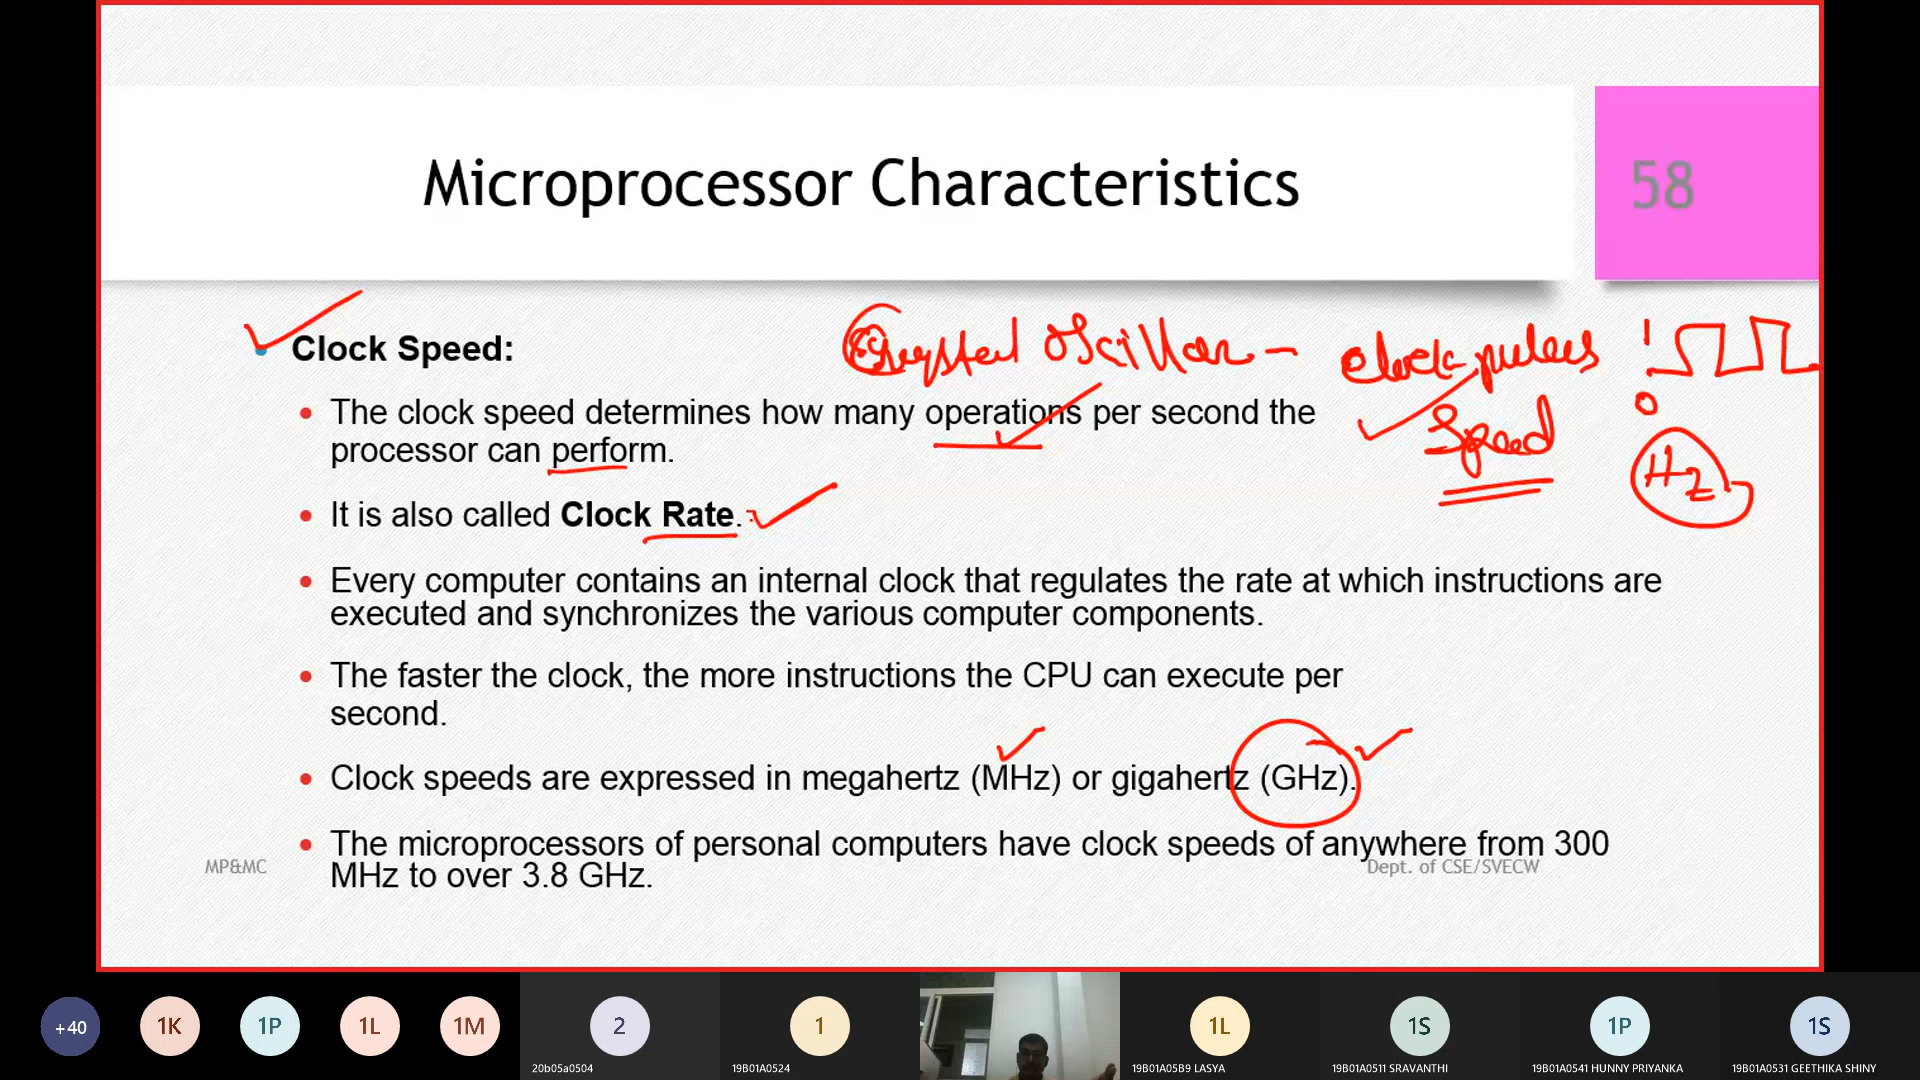 Microprocessor Characteristics
58
Clock Speed:
Crystal Oscillator - clock pulses
1
0
Speed
Hz
The clock speed determines how many operations per second the
processor can perform.
It is also called Clock Rate.
Every computer contains an internal clock that regulates the rate at which instructions are
executed and synchronizes the various computer components.
The faster the clock, the more instructions the CPU can execute per
second.
Clock speeds are expressed in megahertz (MHz) or gigahertz (GHz).
The microprocessors of personal computers have clock speeds of anywhere from 300
MHz to over 3.8 GHz.
MP&MC
Dept. of CSE/SVECW
+40
1K
1P
1L
1M
2
20b05a0504
1
19B01A0524
1L
19B01A05B9 LASYA
1S
19B01A0511 SRAVANTHI
1P
19B01A0541 HUNNY PRIYANKA
1S
19B01A0531 GEETHIKA SHINY